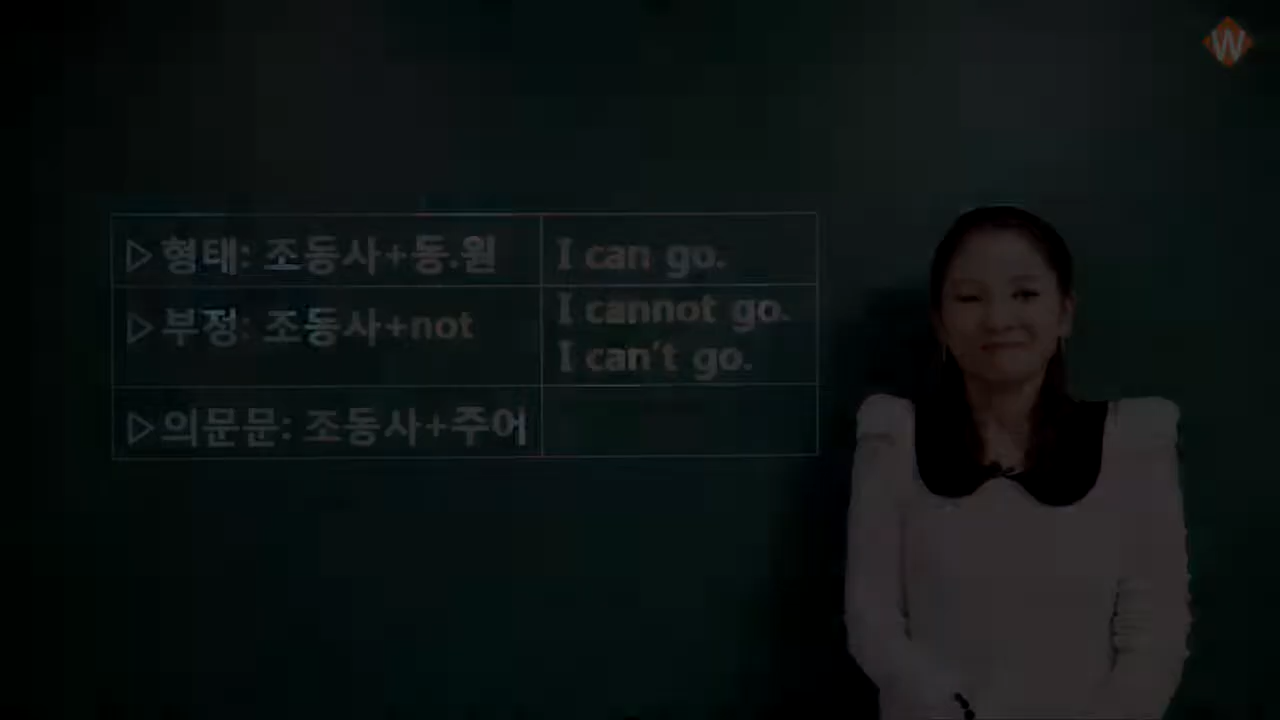 ▷형태: 조동사+동.원
I can go.
▷부정: 조동사+not
I cannot go.
I can't go.
▷의문문: 조동사+주어
W